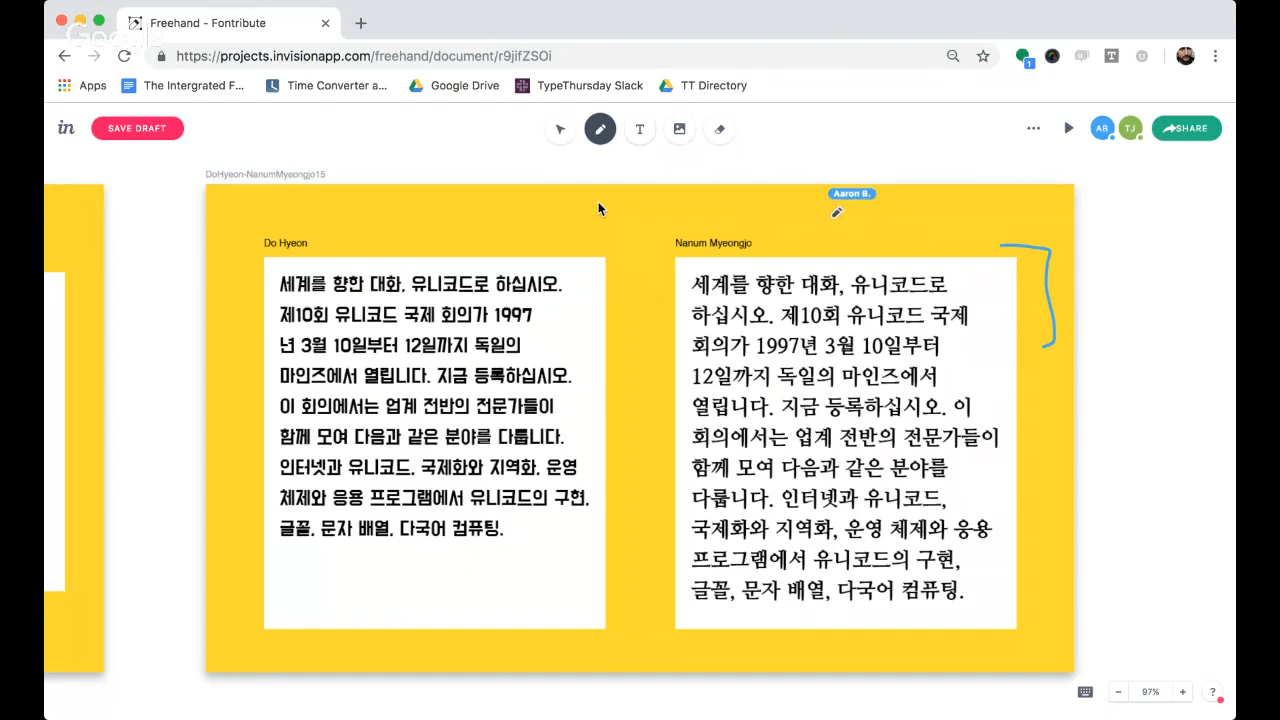 Freehand - Fontribute
Google
https://projects.invisionapp.com/freehand/document/r9jifZSOi
1
Apps
The Intergrated F...
Time Converter a...
Google Drive
TypeThursday Slack
TT Directory
in
SAVE DRAFT
T
AB
TJ
SHARE
DoHyeon-NanumMyeongjo15
Aaron B.
Do Hyeon
세계를 향한 대화, 유니코드로 하십시오.
제10회 유니코드 국제 회의가 1997
년 3월 10일부터 12일까지 독일의
마인즈에서 열립니다. 지금 등록하십시오.
이 회의에서는 업계 전반의 전문가들이
함께 모여 다음과 같은 분야를 다룹니다.
인터넷과 유니코드, 국제화와 지역화, 운영
체제와 응용 프로그램에서 유니코드의 구현,
글꼴, 문자 배열, 다국어 컴퓨팅.
Nanum Myeongjo
세계를 향한 대화, 유니코드로
하십시오. 제10회 유니코드 국제
회의가 1997년 3월 10일부터
12일까지 독일의 마인즈에서
열립니다. 지금 등록하십시오. 이
회의에서는 업계 전반의 전문가들이
함께 모여 다음과 같은 분야를
다룹니다. 인터넷과 유니코드,
국제화와 지역화, 운영 체제와 응용
프로그램에서 유니코드의 구현,
글꼴, 문자 배열, 다국어 컴퓨팅.
97%
?